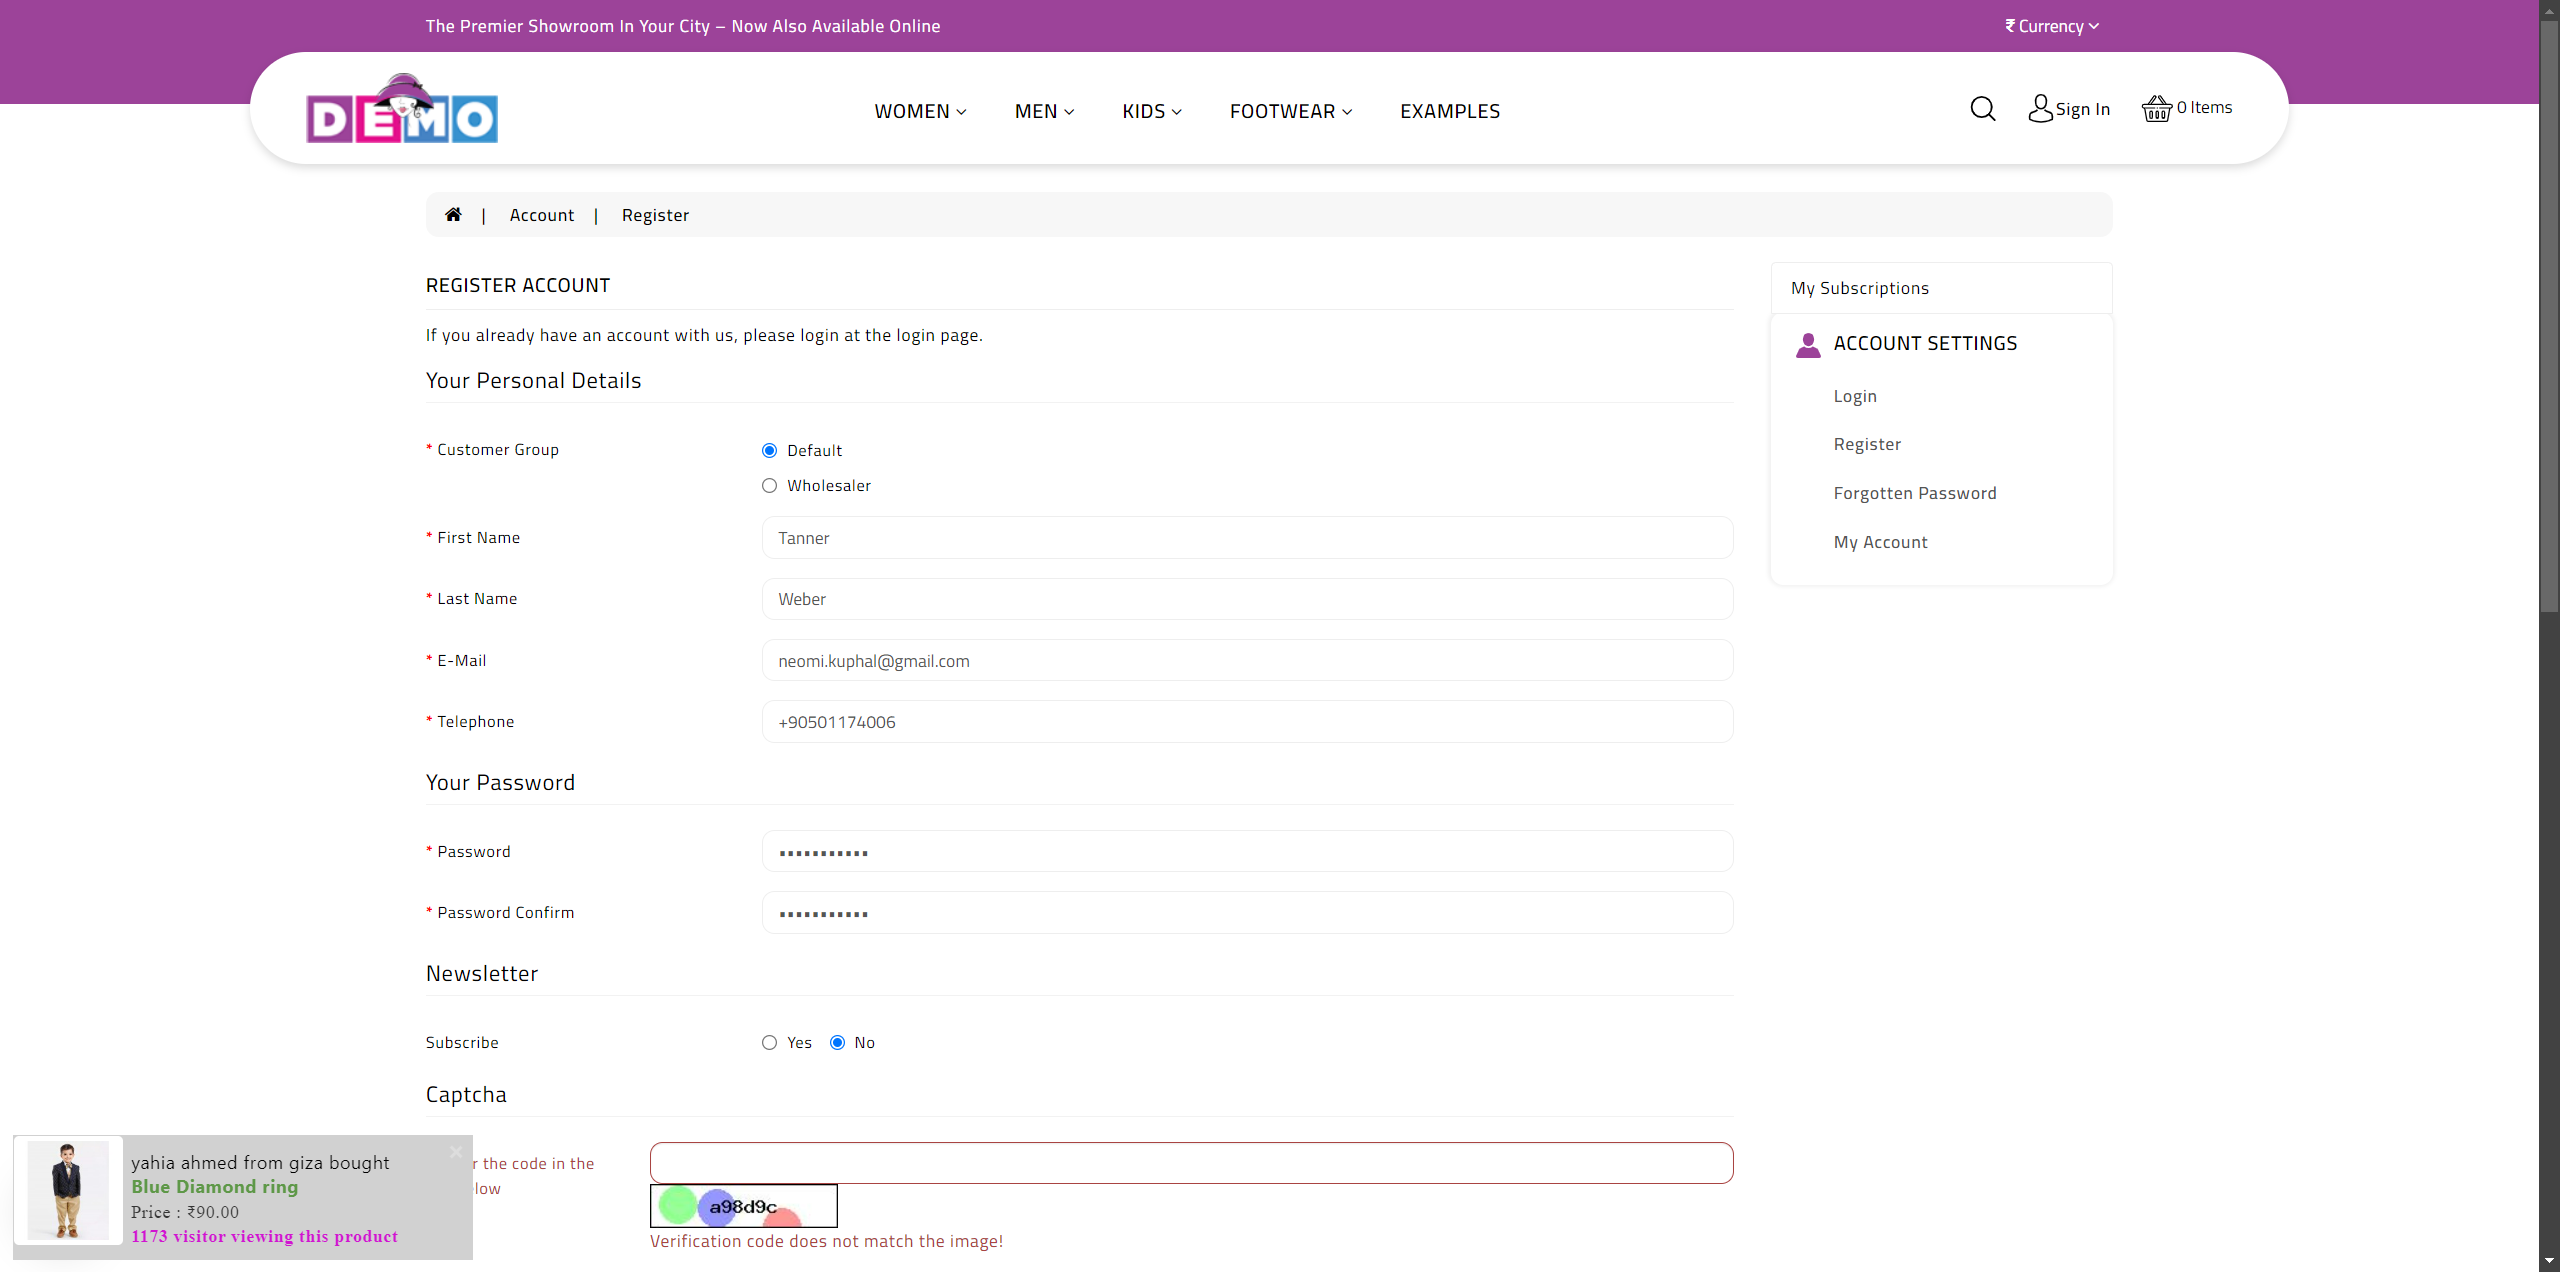 The Premier Showroom In Your City – Now Also Available Online
₹ Currency
DEMO
WOMEN
MEN
KIDS
FOOTWEAR
EXAMPLES
Sign In
0 Items
| Account | Register
REGISTER ACCOUNT
If you already have an account with us, please login at the login page.
Your Personal Details
* Customer Group
Default
Wholesaler
* First Name
Tanner
* Last Name
Weber
* E-Mail
neomi.kuphal@gmail.com
* Telephone
+90501174006
Your Password
* Password
* Password Confirm
Newsletter
Subscribe
Yes
No
Captcha
r the code in the
low
a98d9c
Verification code does not match the image!
My Subscriptions
ACCOUNT SETTINGS
Login
Register
Forgotten Password
My Account
yahia ahmed from giza bought
Blue Diamond ring
Price : ₹90.00
1173 visitor viewing this product